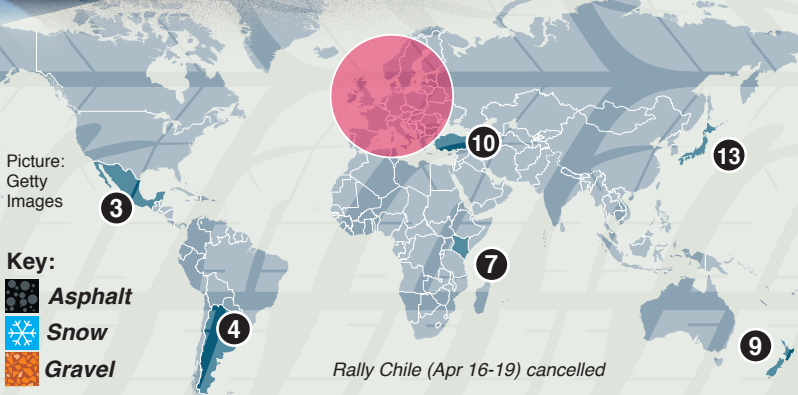 10
13
Picture:
Getty
Images
3
7
Key:
Asphalt
Snow
4
9
Gravel
Rally Chile (Apr 16-19) cancelled